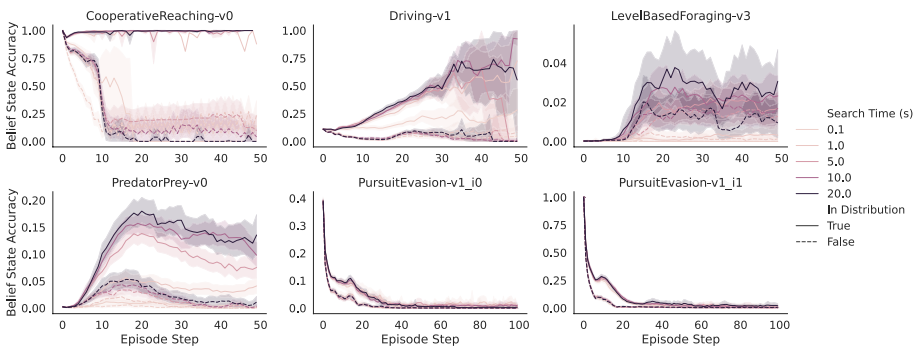 CooperativeReaching-v0
Driving-v1
LevelBasedForaging-v3
Belief State Accuracy
1.00
0.75
0.50
0.25
0.00
0 10 20 30 40 50
1.00
0.75
0.50
0.25
0.00
0 10 20 30 40 50
0.04
0.02
0.00
0 10 20 30 40 50
Search Time (s)
0.1
1.0
5.0
10.0
20.0
In Distribution
True
False
PredatorPrey-v0
PursuitEvasion-v1_i0
PursuitEvasion-v1_i1
Belief State Accuracy
0.20
0.15
0.10
0.05
0.00
0 10 20 30 40 50
Episode Step
0.4
0.3
0.2
0.1
0.0
0 20 40 60 80 100
Episode Step
1.00
0.75
0.50
0.25
0.00
0 20 40 60 80 100
Episode Step